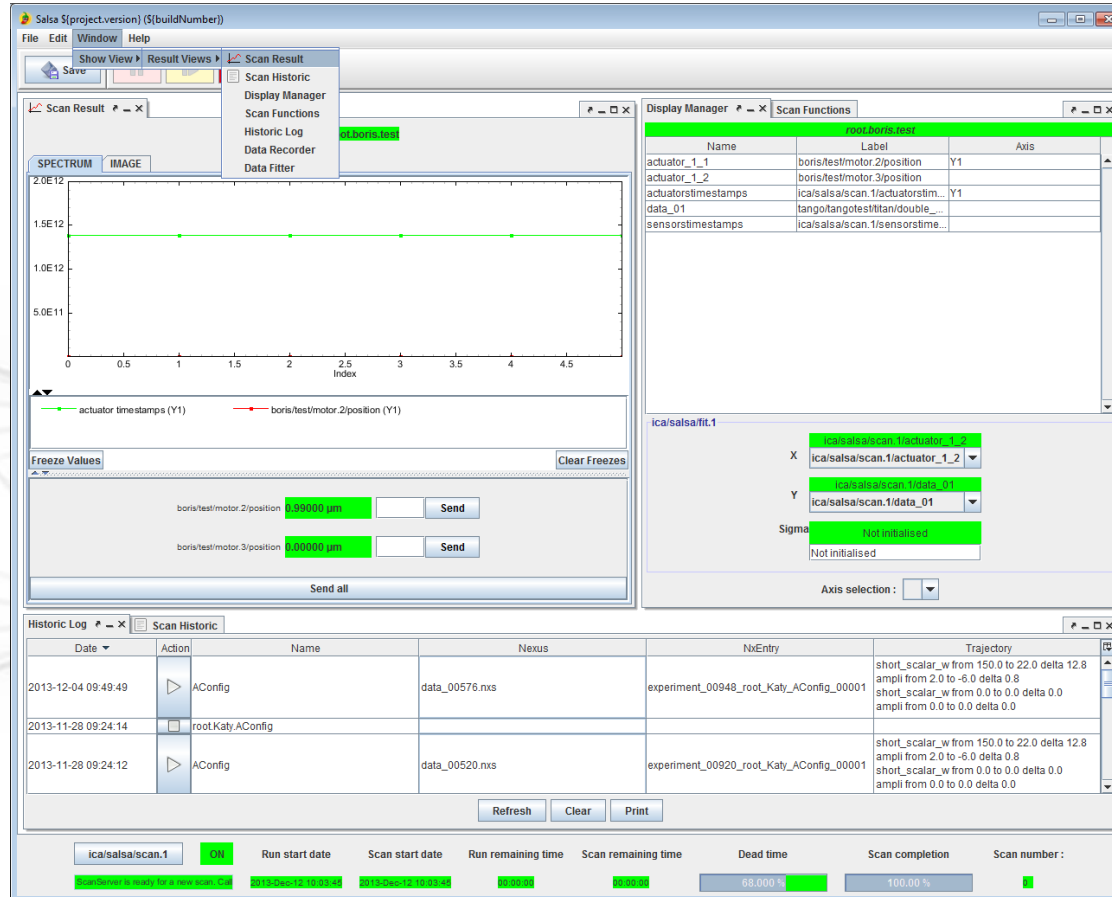 Salsa ${project.version} (${buildNumber})
File Edit Window Help
Show View Result Views Scan Result
Save
Scan Historic
Display Manager
Scan Functions
Historic Log
Data Recorder
Data Fitter
Scan Result
ot.boris.test
SPECTRUM IMAGE
2.0E12
1.5E12
1.0E12
5.0E11
0 0.5 1 1.5 2 2.5 3 3.5 4 4.5
Index
actuator timestamps (Y1) boris/test/motor.2/position (Y1)
Freeze Values Clear Freezes
boris/test/motor.2/position 0.99000 µm Send
boris/test/motor.3/position 0.00000 µm Send
Send all
Display Manager Scan Functions
root.boris.test
Name Label Axis
actuator_1_1 boris/test/motor.2/position Y1
actuator_1_2 boris/test/motor.3/position
actuatorstimestamps ica/salsa/scan.1/actuatorstim... Y1
data_01 tango/tangotest/titan/double_...
sensorstimestamps ica/salsa/scan.1/sensorstime...
ica/salsa/fit.1
ica/salsa/scan.1/actuator_1_2
X ica/salsa/scan.1/actuator_1_2
ica/salsa/scan.1/data_01
Y ica/salsa/scan.1/data_01
Sigma Not initialised
Not initialised
Axis selection :
Historic Log Scan Historic
Date Action Name Nexus NxEntry Trajectory
2013-12-04 09:49:49 AConfig data_00576.nxs experiment_00948_root_Katy_AConfig_00001
short_scalar_w from 150.0 to 22.0 delta 12.8
ampli from 2.0 to -6.0 delta 0.8
short_scalar_w from 0.0 to 0.0 delta 0.0
ampli from 0.0 to 0.0 delta 0.0
2013-11-28 09:24:14 root.Katy.AConfig
2013-11-28 09:24:12 AConfig data_00520.nxs experiment_00920_root_Katy_AConfig_00001
short_scalar_w from 150.0 to 22.0 delta 12.8
ampli from 2.0 to -6.0 delta 0.8
short_scalar_w from 0.0 to 0.0 delta 0.0
ampli from 0.0 to 0.0 delta 0.0
Refresh Clear Print
ica/salsa/scan.1 ON Run start date Scan start date Run remaining time Scan remaining time Dead time Scan completion Scan number :
ScanServer is ready for a new scan. Call 2013-Dec-12 10:03:45 2013-Dec-12 10:03:45 00:00:00 00:00:00 68.000 % 100.00 % 0